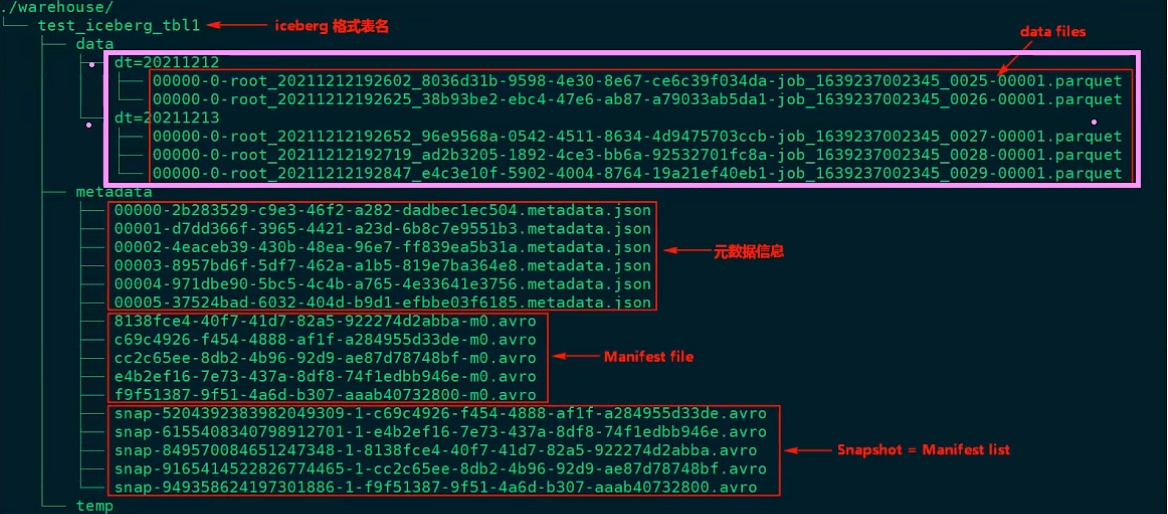 ./warehouse/
└── test_iceberg_tbl1 iceberg 格式表名
data files
├── data
│   ├── dt=20211212
│   │   ├── 00000-0-root_20211212192602_8036d31b-9598-4e30-8e67-ce6c39f034da-job_1639237002345_0025-00001.parquet
│   │   └── 00000-0-root_20211212192625_38b93be2-ebc4-47e6-ab87-a79033ab5da1-job_1639237002345_0026-00001.parquet
│   └── dt=20211213
│       ├── 00000-0-root_20211212192652_96e9568a-0542-4511-8634-4d9475703ccb-job_1639237002345_0027-00001.parquet
│       ├── 00000-0-root_20211212192719_ad2b3205-1892-4ce3-bb6a-92532701fc8a-job_1639237002345_0028-00001.parquet
│       └── 00000-0-root_20211212192847_e4c3e10f-5902-4004-8764-19a21ef40eb1-job_1639237002345_0029-00001.parquet
├── metadata
│   ├── 00000-2b283529-c9e3-46f2-a282-dadbec1ec504.metadata.json
│   ├── 00001-d7dd366f-3965-4421-a23d-6b8c7e9551b3.metadata.json
│   ├── 00002-4eaceb39-430b-48ea-96e7-ff839ea5b31a.metadata.json
│   ├── 00003-8957bd6f-5df7-462a-a1b5-819e7ba364e8.metadata.json
元数据信息
│   ├── 00004-971dbe90-5bc5-4c4b-a765-4e33641e3756.metadata.json
│   ├── 00005-37524bad-6032-404d-b9d1-efbbe03f6185.metadata.json
│   ├── 8138fce4-40f7-41d7-82a5-922274d2abba-m0.avro
│   ├── c69c4926-f454-4888-af1f-a284955d33de-m0.avro
│   ├── cc2c65ee-8db2-4b96-92d9-ae87d78748bf-m0.avro
Manifest file
│   ├── e4b2ef16-7e73-437a-8df8-74f1edbb946e-m0.avro
│   ├── f9f51387-9f51-4a6d-b307-aaab40732800-m0.avro
│   ├── snap-5204392383982049309-1-c69c4926-f454-4888-af1f-a284955d33de.avro
│   ├── snap-6155408340798912701-1-e4b2ef16-7e73-437a-8df8-74f1edbb946e.avro
│   ├── snap-849570084651247348-1-8138fce4-40f7-41d7-82a5-922274d2abba.avro
Snapshot = Manifest list
│   ├── snap-9165414522826774465-1-cc2c65ee-8db2-4b96-92d9-ae87d78748bf.avro
│   └── snap-949358624197301886-1-f9f51387-9f51-4a6d-b307-aaab40732800.avro
└── temp